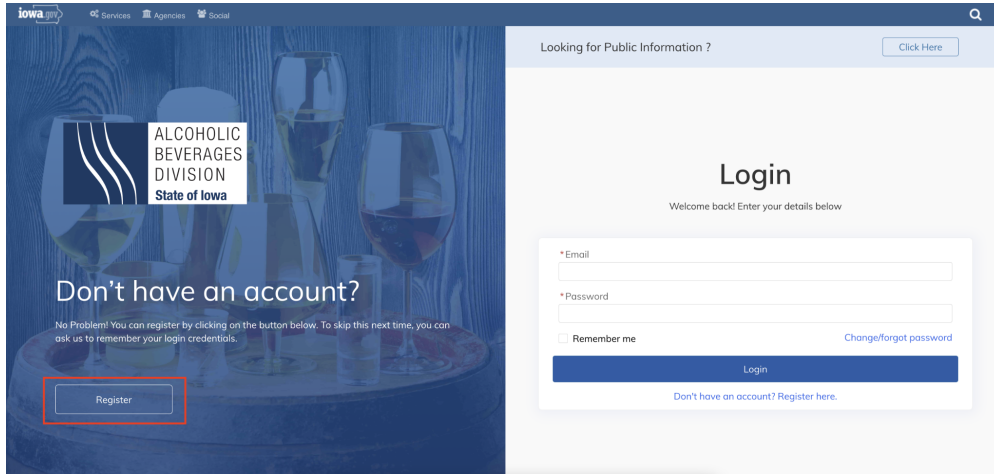 iowa.gov Services Agencies Social
Looking for Public Information ? Click Here
ALCOHOLIC
BEVERAGES
DIVISION
State of Iowa
Don't have an account?
No Problem! You can register by clicking on the button below. To skip this next time, you can
ask us to remember your login credentials.
Register
Login
Welcome back! Enter your details below
*Email
*Password
Remember me Change/forgot password
Login
Don't have an account? Register here.